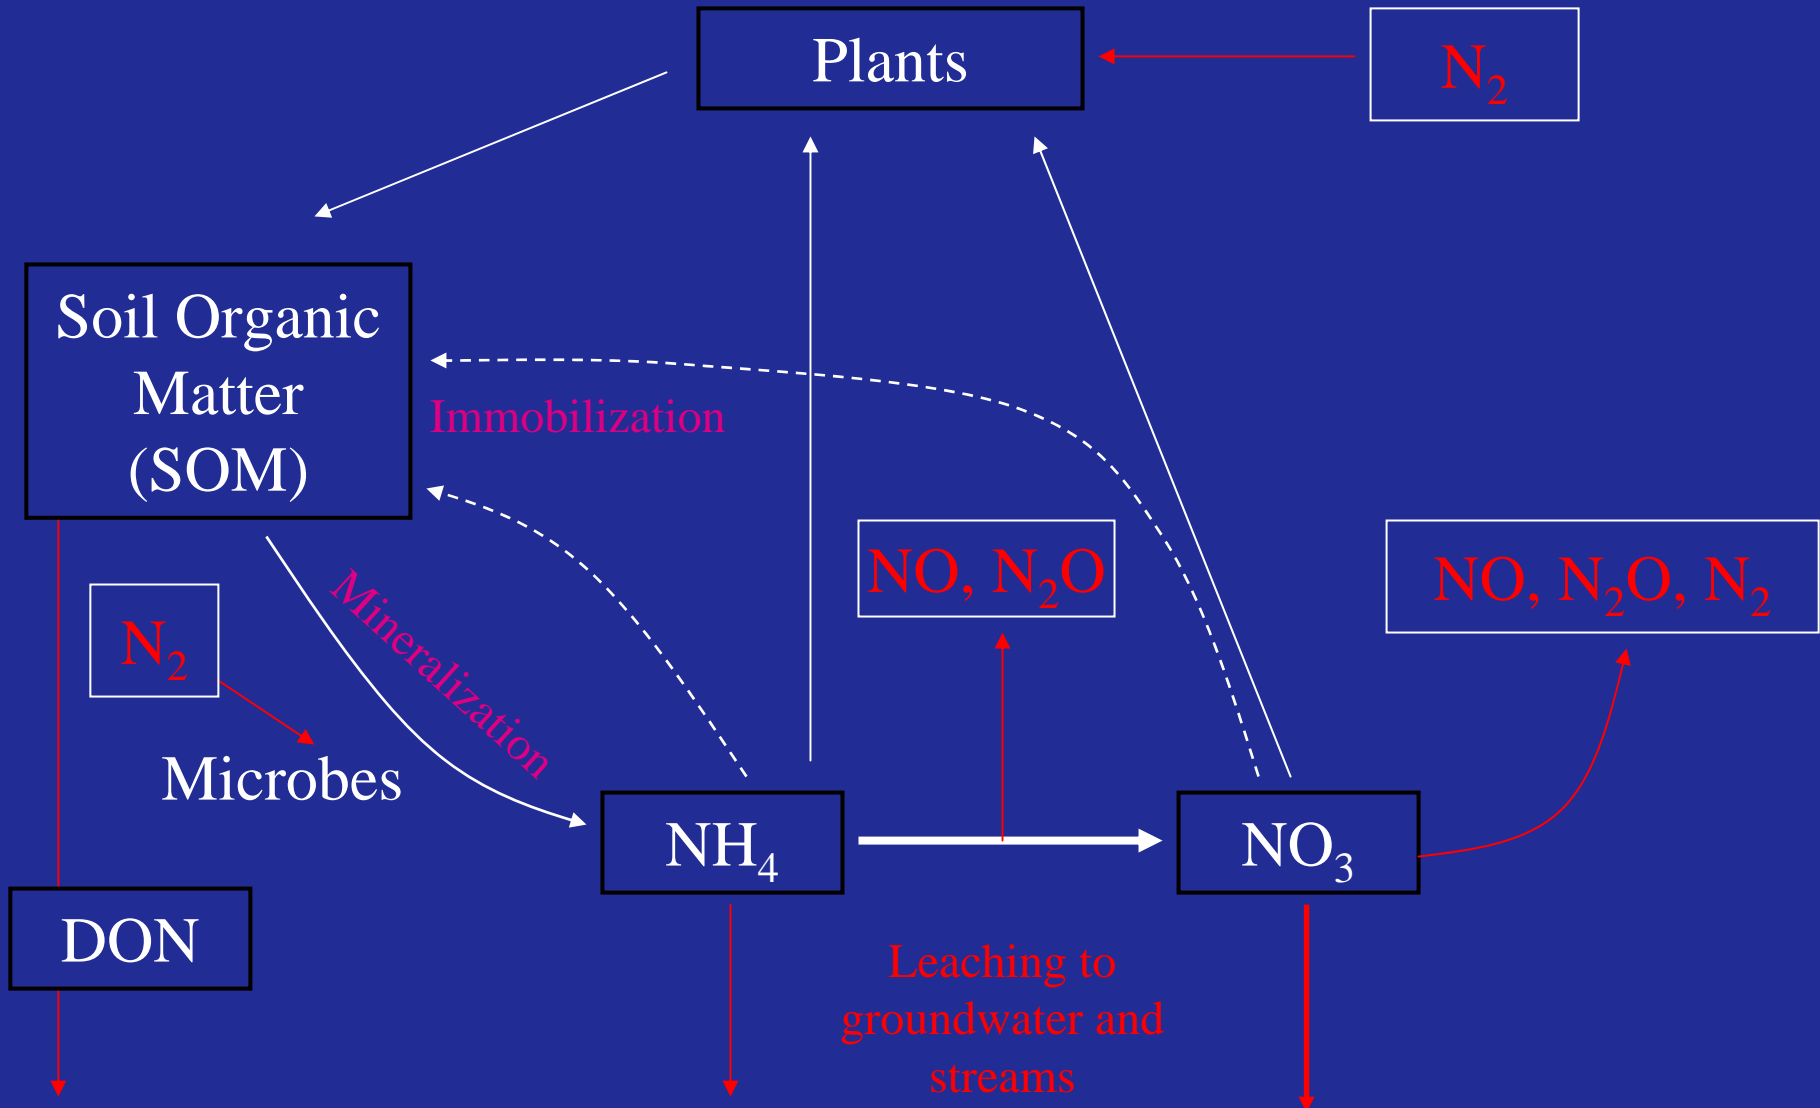 Plants
N₂
Soil Organic
Matter
(SOM)
Immobilization
NO, N₂O
NO, N₂O, N₂
Mineralization
N₂
Microbes
NH₄
NO₃
DON
Leaching to
groundwater and
streams